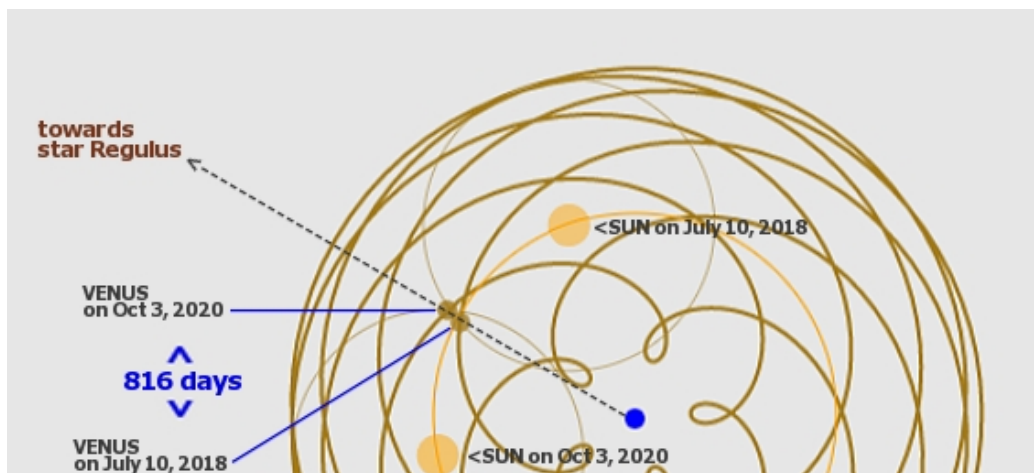 towards
star Regulus
<SUN on July 10, 2018
VENUS
on Oct 3, 2020
816 days
VENUS
on July 10, 2018
<SUN on Oct 3, 2020